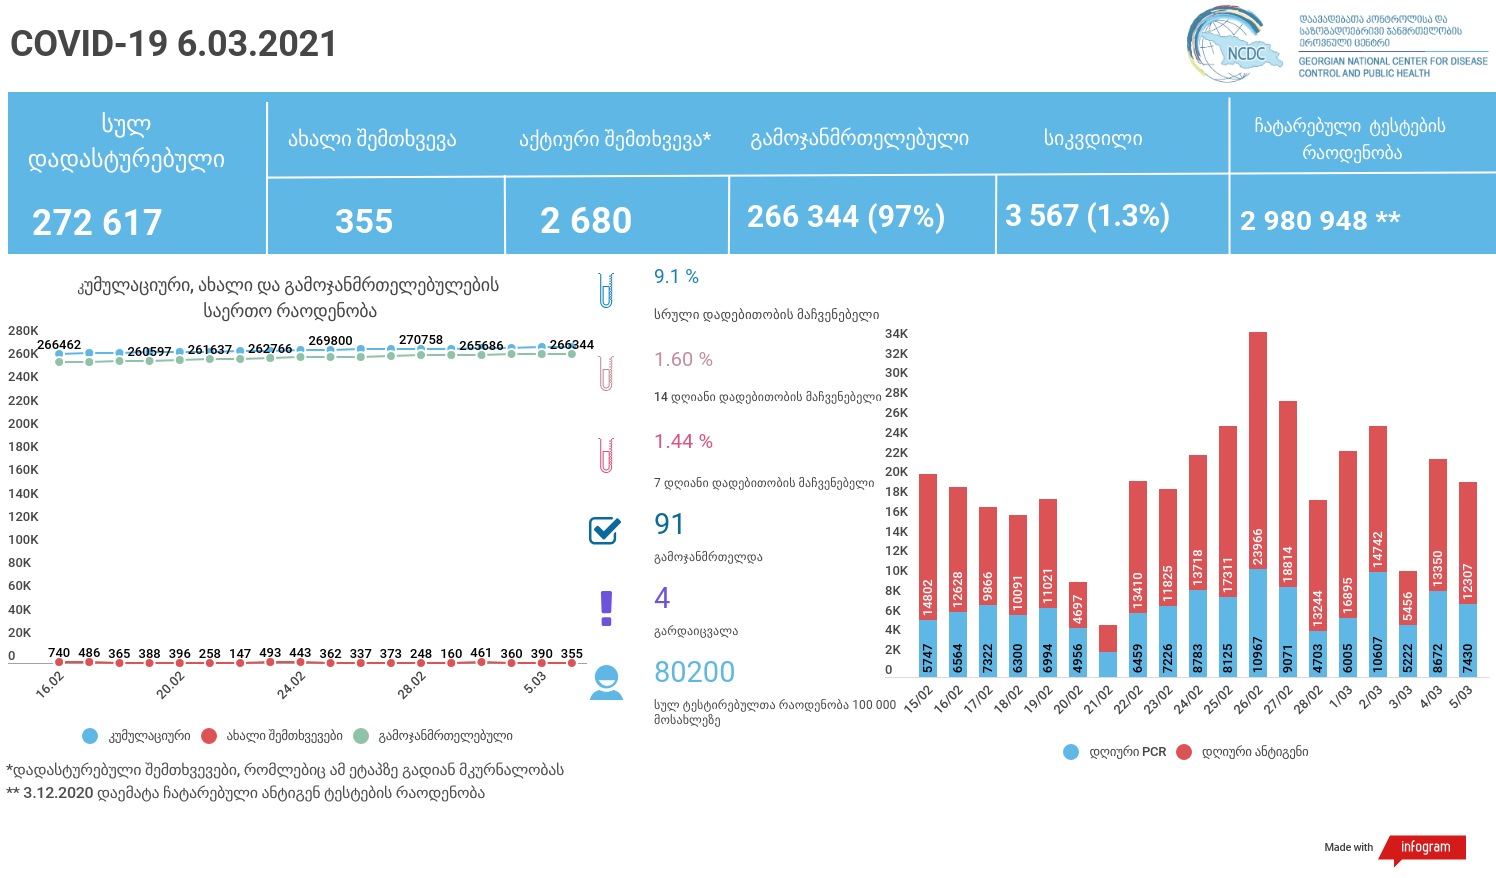 COVID-19 6.03.2021
დაავადებათა კონტროლისა და
საზოგადოებრივი ჯანმრთელობის
ეროვნული ცენტრი
NCDC
GEORGIAN NATIONAL CENTER FOR DISEASE
CONTROL AND PUBLIC HEALTH
სულ
დადასტურებული
272 617
ახალი შემთხვევა
355
აქტიური შემთხვევა*
2 680
გამოჯანმრთელებული
266 344 (97%)
სიკვდილი
3 567 (1.3%)
ჩატარებული ტესტების
რაოდენობა
2 980 948 **
კუმულაციური, ახალი და გამოჯანმრთელებულების
საერთო რაოდენობა
280K
260K
240K
220K
200K
180K
160K
140K
120K
100K
80K
60K
40K
20K
0
266462
260597
261637
262766
269800
270758
265686
266344
740 486 365 388 396 258 147 493 443 362 337 373 248 160 461 360 390 355
16.02 20.02 24.02 28.02 5.03
კუმულაციური ახალი შემთხვევები გამოჯანმრთელებული
*დადასტურებული შემთხვევები, რომლებიც ამ ეტაპზე გადიან მკურნალობას
** 3.12.2020 დაემატა ჩატარებული ანტიგენ ტესტების რაოდენობა
9.1 %
სრული დადებითობის მაჩვენებელი
1.60 %
14 დღიანი დადებითობის მაჩვენებელი
1.44 %
7 დღიანი დადებითობის მაჩვენებელი
91
გამოჯანმრთელდა
4
გარდაიცვალა
80200
სულ ტესტირებულთა რაოდენობა 100 000
მოსახლეზე
34K
32K
30K
28K
26K
24K
22K
20K
18K
16K
14K
12K
10K
8K
6K
4K
2K
0
14802 12628 9866 10091 11021 4697 13410 11825 13718 17311 23966 18814 13244 16895 14742 5456 13350 12307
5747 6564 7322 6300 6994 4956 6459 7226 8783 8125 10967 9071 4703 6005 10607 5222 8672 7430
15/02 16/02 17/02 18/02 19/02 20/02 21/02 22/02 23/02 24/02 25/02 26/02 27/02 28/02 1/03 2/03 3/03 4/03 5/03
დღიური PCR დღიური ანტიგენი
Made with infogram